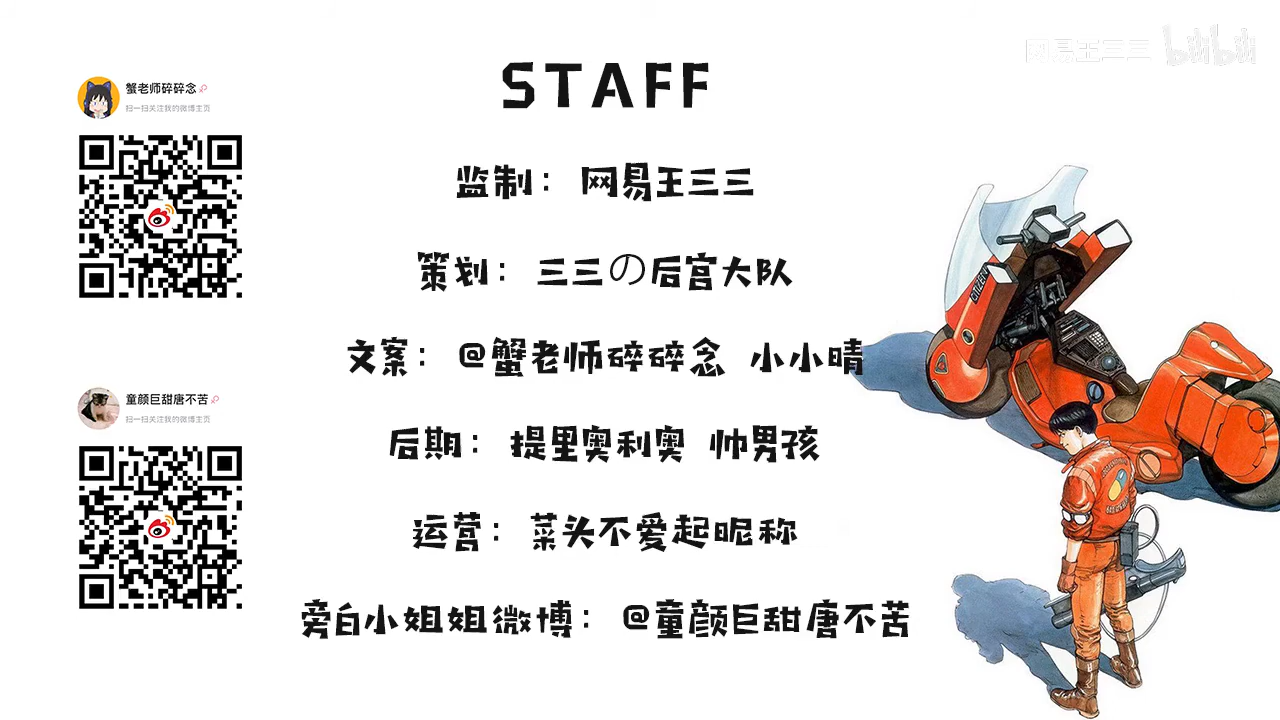 网易王三三 bilibili
STAFF
蟹老师碎碎念
扫一扫关注我的微博主页
监制： 网易王三三
策划： 三三の后宫大队
文案： @蟹老师碎碎念 小小晴
童颜巨甜唐不苦
扫一扫关注我的微博主页
后期： 提里奥利奥 帅男孩
运营： 菜头不爱起昵称
旁白小姐姐微博： @童颜巨甜唐不苦
CITIZEN